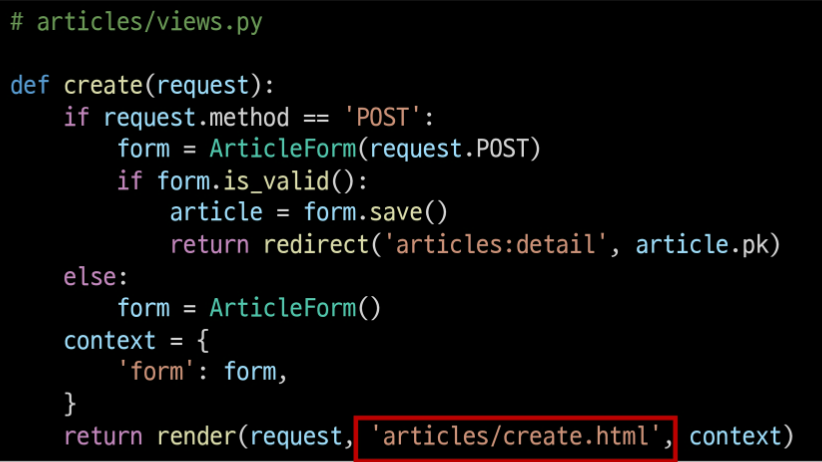 # articles/views.py
def create(request):
    if request.method == 'POST':
        form = ArticleForm(request.POST)
        if form.is_valid():
            article = form.save()
            return redirect('articles:detail', article.pk)
    else:
        form = ArticleForm()
    context = {
        'form': form,
    }
    return render(request, 'articles/create.html', context)